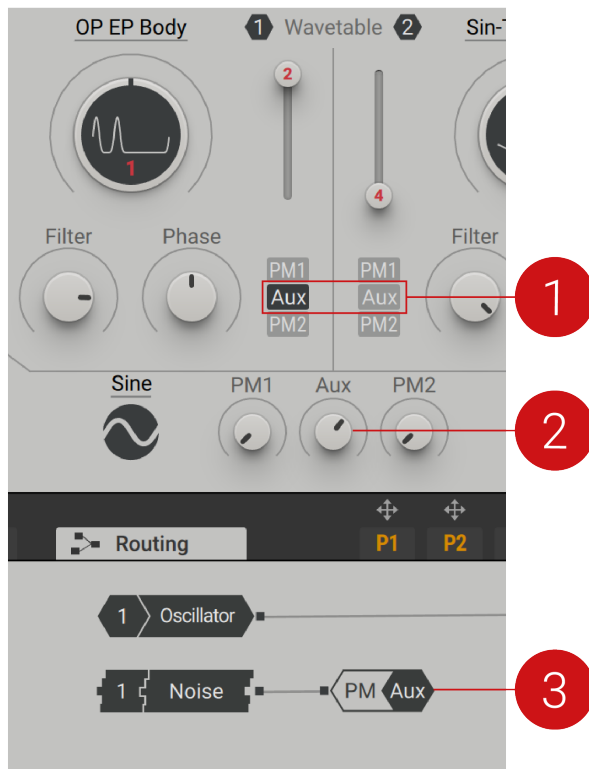 OP EP Body 1 Wavetable 2 Sin-
2
1
4
Filter Phase Filter
PM1 PM1
Aux Aux 1
PM2 PM2
Sine PM1 Aux PM2
2
Routing P1 P2
1 Oscillator
1 Noise PM Aux 3